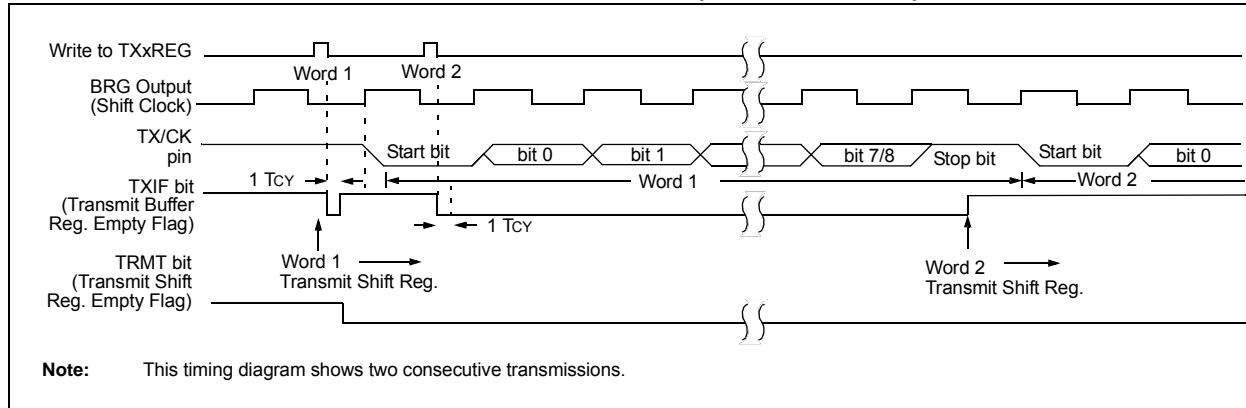 Write to TXxREG
Word 1
Word 2
BRG Output
(Shift Clock)
TX/CK
pin
Start bit
bit 0
bit 1
bit 7/8
Stop bit
Start bit
bit 0
1 TCY
Word 1
Word 2
TXIF bit
(Transmit Buffer
Reg. Empty Flag)
1 TCY
Word 1
Transmit Shift Reg.
Word 2
Transmit Shift Reg.
TRMT bit
(Transmit Shift
Reg. Empty Flag)
Note: This timing diagram shows two consecutive transmissions.